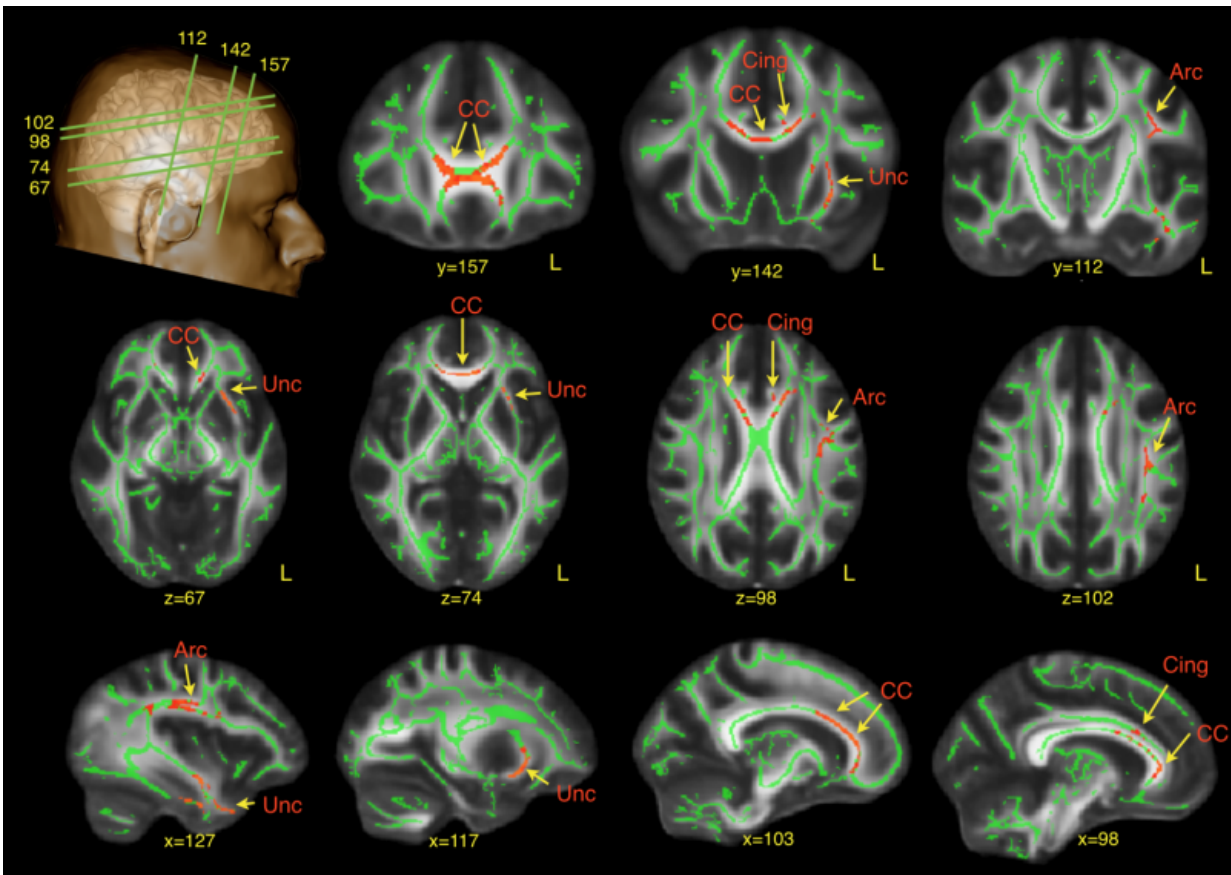 112
142
157
102
98
74
67
CC
y=157
L
Cing
CC
Unc
y=142
L
Arc
y=112
L
CC
Unc
L
z=67
CC
Unc
L
z=74
CC Cing
Arc
L
z=98
Arc
L
z=102
Arc
Unc
x=127
Unc
x=117
CC
x=103
Cing
CC
x=98